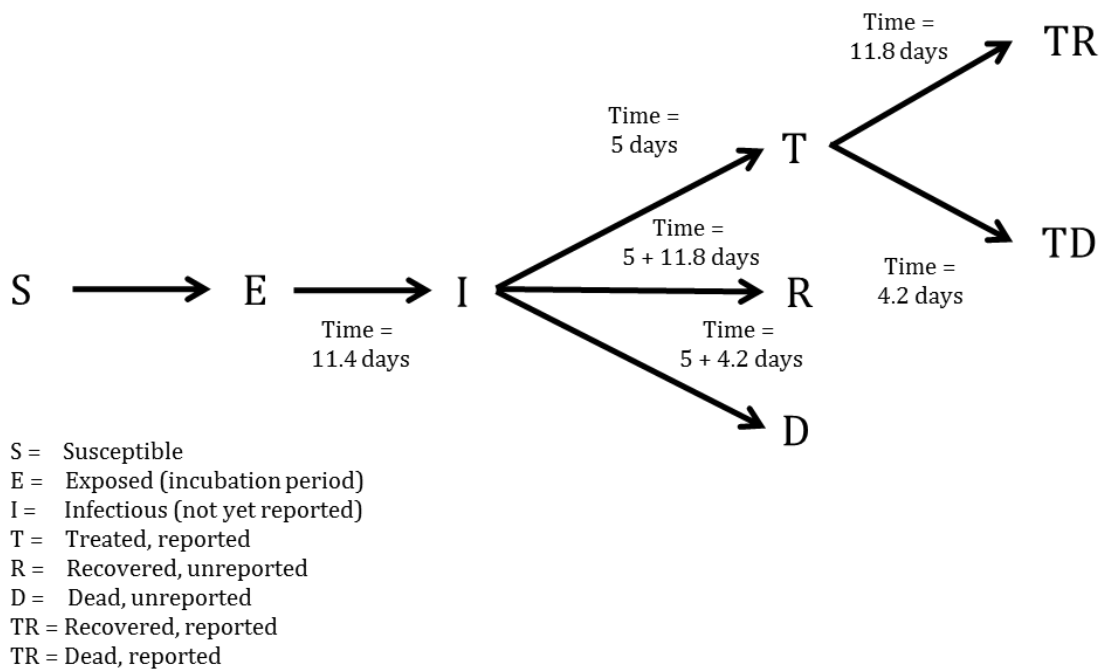 Time =
11.8 days
TR
Time =
5 days
T
Time =
5 + 11.8 days
TD
Time =
4.2 days
S
E
I
R
Time =
11.4 days
Time =
5 + 4.2 days
D
S = Susceptible
E = Exposed (incubation period)
I = Infectious (not yet reported)
T = Treated, reported
R = Recovered, unreported
D = Dead, unreported
TR = Recovered, reported
TR = Dead, reported